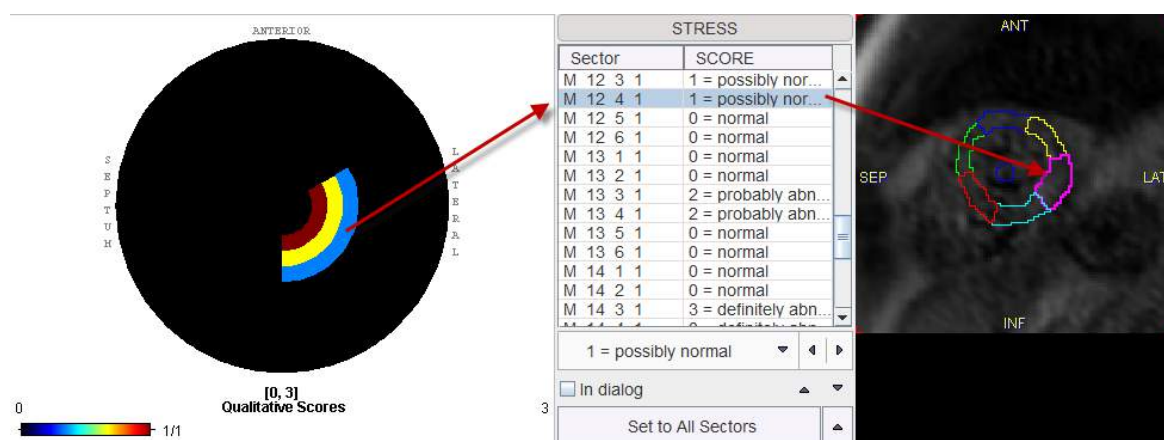 ANTERIOR
SEPTUM
LATERAL
[0, 3]
Qualitative Scores
0
3
1/1
STRESS
Sector SCORE
M 12 3 1 1 = possibly nor...
M 12 4 1 1 = possibly nor...
M 12 5 1 0 = normal
M 12 6 1 0 = normal
M 13 1 1 0 = normal
M 13 2 1 0 = normal
M 13 3 1 2 = probably abn...
M 13 4 1 2 = probably abn...
M 13 5 1 0 = normal
M 13 6 1 0 = normal
M 14 1 1 0 = normal
M 14 2 1 0 = normal
M 14 3 1 3 = definitely abn...
1 = possibly normal
In dialog
Set to All Sectors
ANT
SEP
LAT
INF